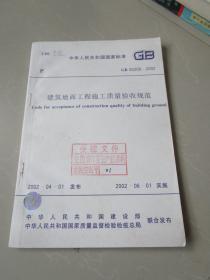 中华人民共和国国家标准
GB
P
GB 50209-2002
建筑地面工程施工质量验收规范
Code for acceptance of construction quality of building ground
2002-04-01 发布
2002-06-01 实施
中华人民共和国建设部
中华人民共和国国家质量监督检验检疫总局
联合发布